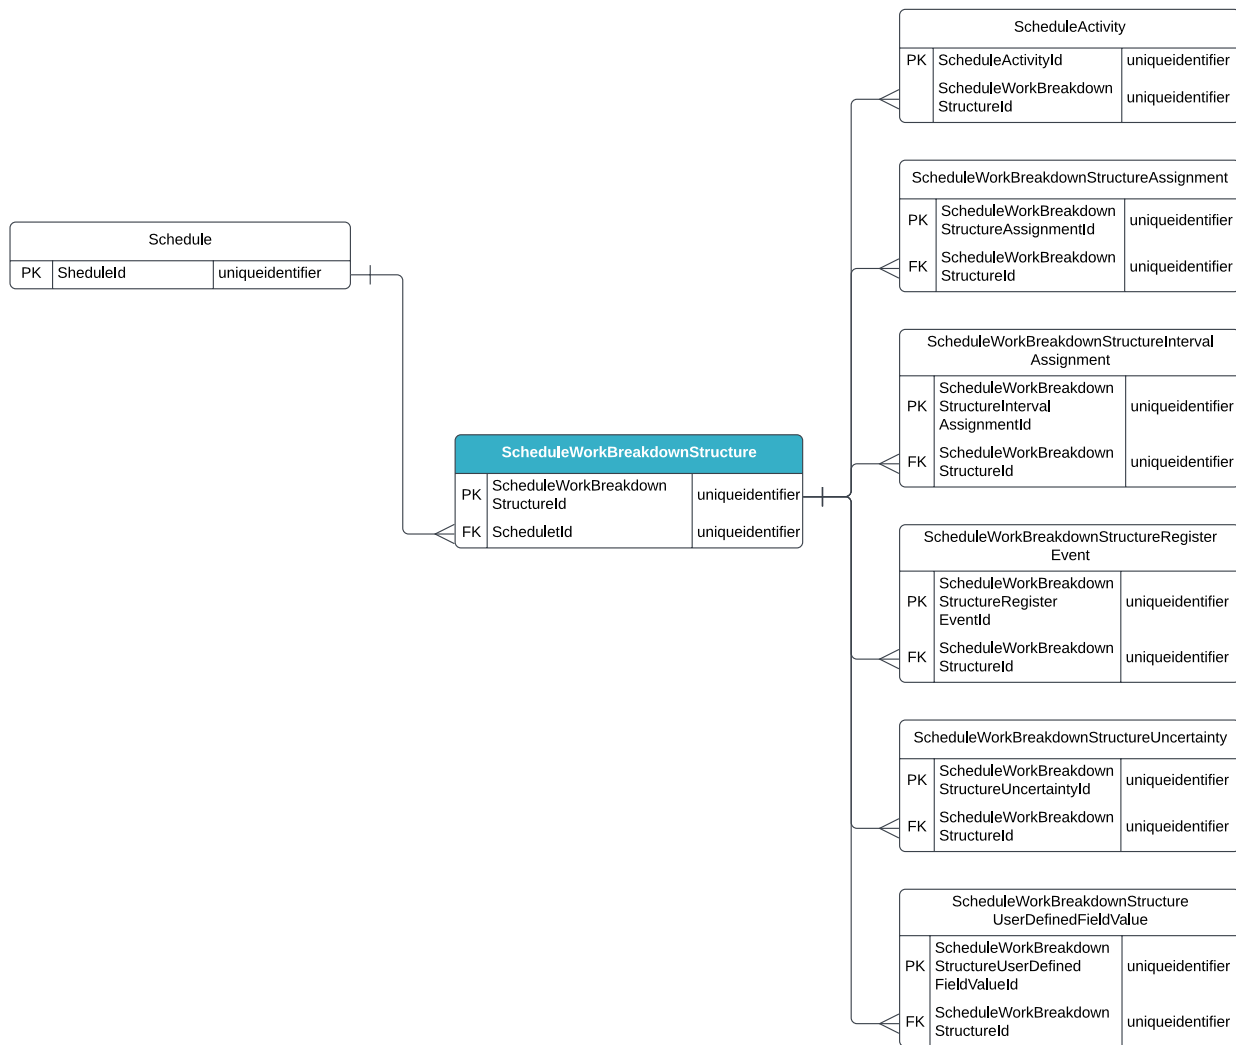 Schedule
PK SheduleId uniqueidentifier
ScheduleWorkBreakdownStructure
PK ScheduleWorkBreakdown
StructureId uniqueidentifier
FK ScheduletId uniqueidentifier
ScheduleActivity
PK ScheduleActivityId uniqueidentifier
ScheduleWorkBreakdown
StructureId uniqueidentifier
ScheduleWorkBreakdownStructureAssignment
PK ScheduleWorkBreakdown
StructureAssignmentId uniqueidentifier
FK ScheduleWorkBreakdown
StructureId uniqueidentifier
ScheduleWorkBreakdownStructureInterval
Assignment
PK ScheduleWorkBreakdown
StructureInterval uniqueidentifier
AssignmentId
FK ScheduleWorkBreakdown
StructureId uniqueidentifier
ScheduleWorkBreakdownStructureRegister
Event
PK ScheduleWorkBreakdown
StructureRegister uniqueidentifier
EventId
FK ScheduleWorkBreakdown
StructureId uniqueidentifier
ScheduleWorkBreakdownStructureUncertainty
PK ScheduleWorkBreakdown
StructureUncertaintyId uniqueidentifier
FK ScheduleWorkBreakdown
StructureId uniqueidentifier
ScheduleWorkBreakdownStructure
UserDefinedFieldValue
PK ScheduleWorkBreakdown
StructureUserDefined uniqueidentifier
FieldValueId
FK ScheduleWorkBreakdown
StructureId uniqueidentifier